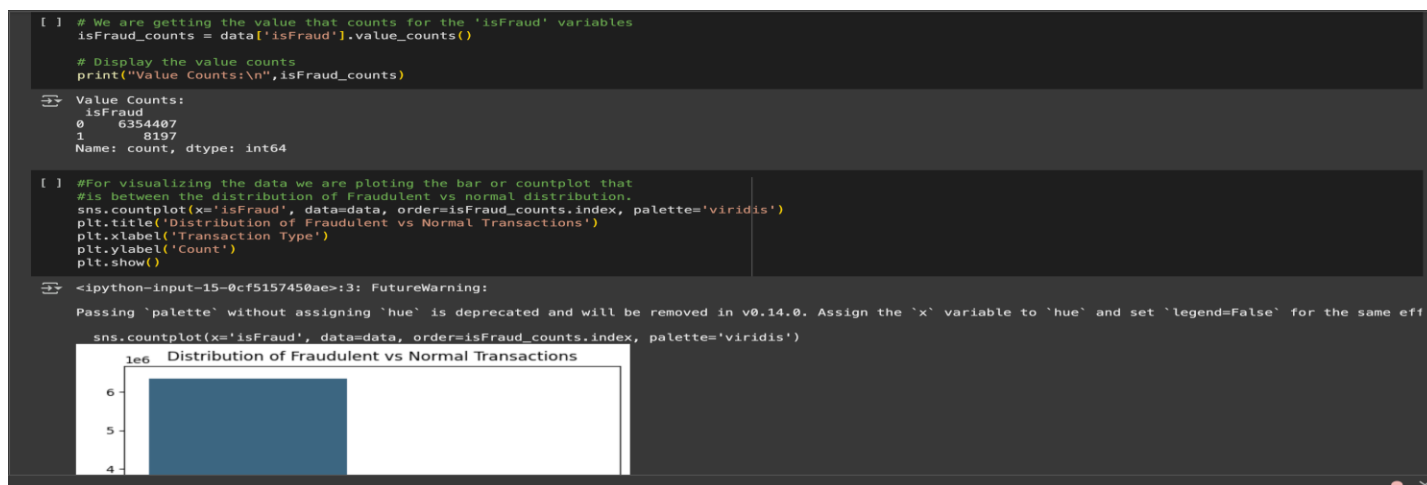 [ ] # We are getting the value that counts for the 'isFraud' variables
isFraud_counts = data['isFraud'].value_counts()
# Display the value counts
print("Value Counts:\n",isFraud_counts)
Value Counts:
isFraud
0 6354407
1 8197
Name: count, dtype: int64
[ ] #For visualizing the data we are ploting the bar or countplot that
#is between the distribution of Fraudulent vs normal distribution.
sns.countplot(x='isFraud', data=data, order=isFraud_counts.index, palette='viridis')
plt.title('Distribution of Fraudulent vs Normal Transactions')
plt.xlabel('Transaction Type')
plt.ylabel('Count')
plt.show()
<ipython-input-15-0cf5157450ae>:3: FutureWarning:
Passing `palette` without assigning `hue` is deprecated and will be removed in v0.14.0. Assign the `x` variable to `hue` and set `legend=False` for the same eff
sns.countplot(x='isFraud', data=data, order=isFraud_counts.index, palette='viridis')
1e6 Distribution of Fraudulent vs Normal Transactions
6
5
4